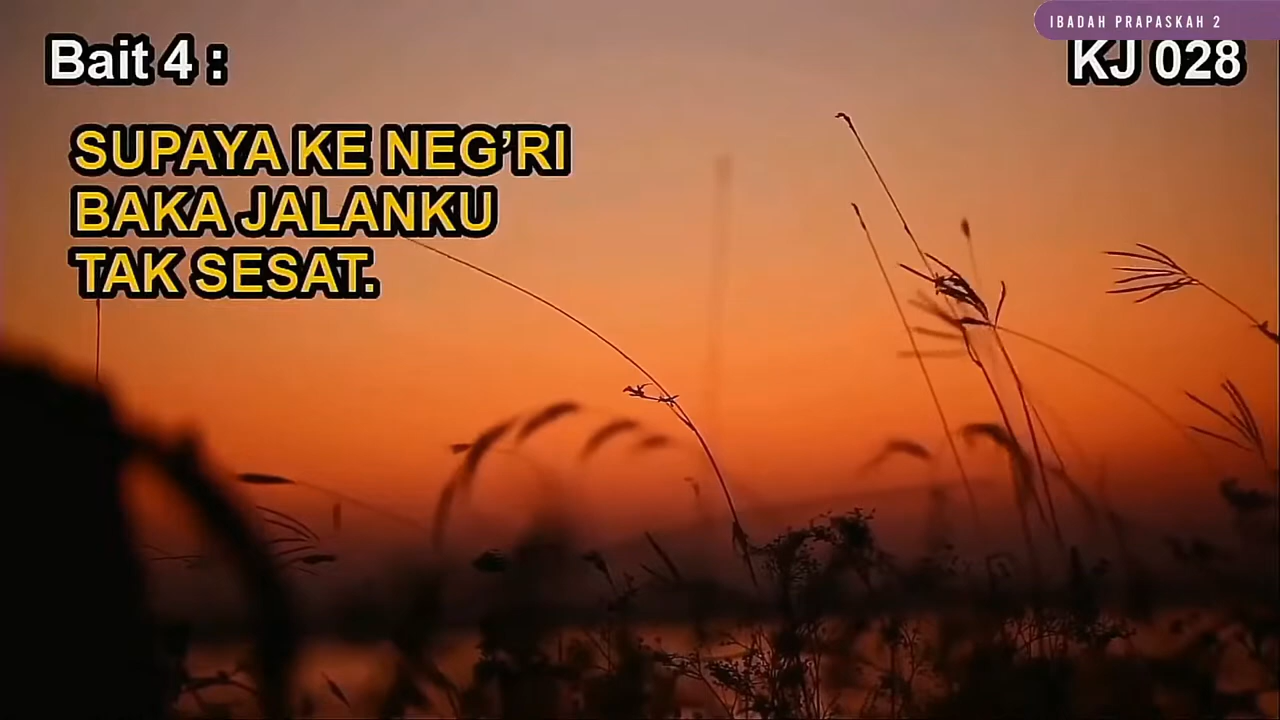 IBADAH PRAPASKAH 2
Bait 4 :
KJ 028
SUPAYA KE NEG’RI
BAKA JALANKU
TAK SESAT.